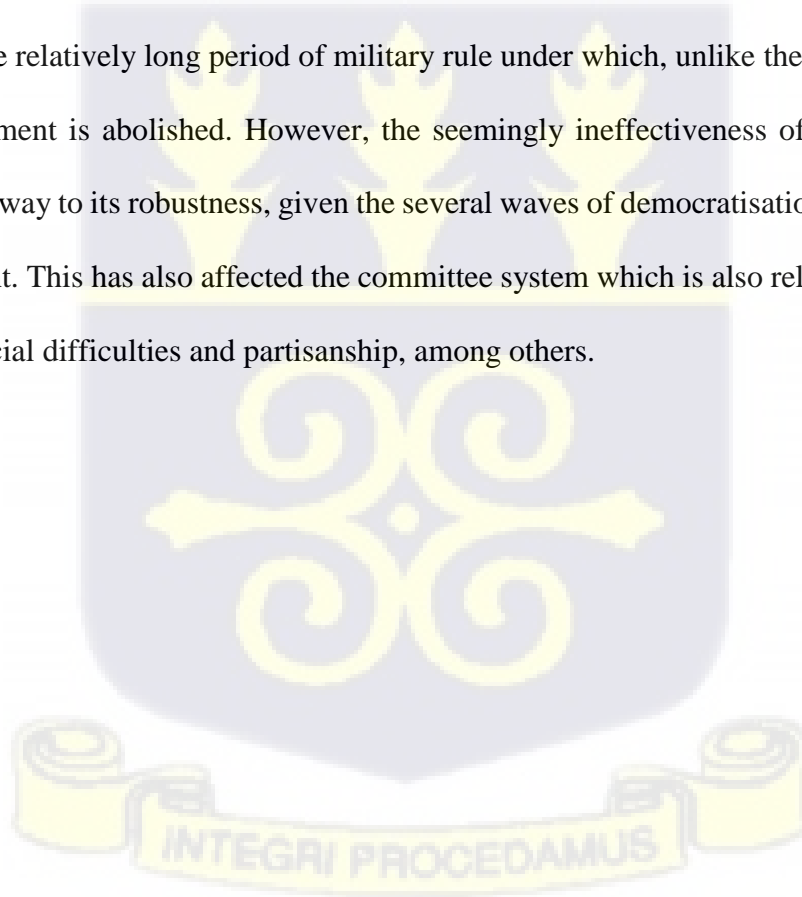 e relatively long period of military rule under which, unlike the
ment is abolished. However, the seemingly ineffectiveness of
way to its robustness, given the several waves of democratisatio
t. This has also affected the committee system which is also rel
cial difficulties and partisanship, among others.
INTEGRI PROCEDAMUS